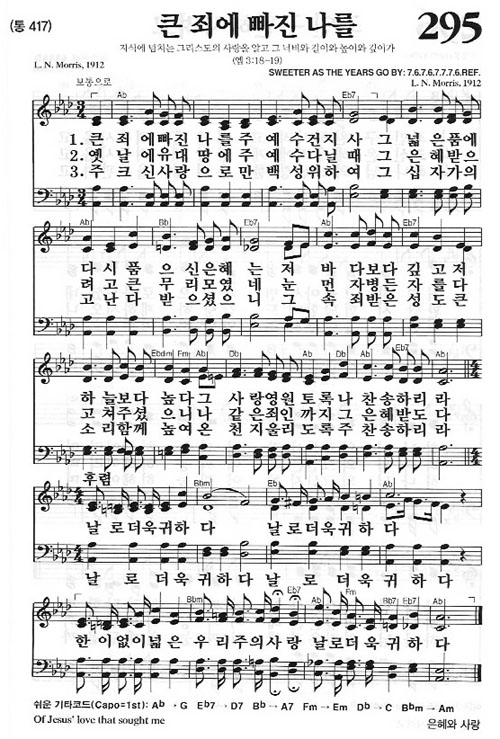 (통 417)
큰 죄에 빠진 나를
295
지식에 넘치는 그리스도의 사랑을 알고 그 너비와 길이와 높이와 깊이가
(엡 3:18-19)
SWEETER AS THE YEARS GO BY: 7.6.7.6.7.7.7.6.REF.
L. N. Morris, 1912
L. N. Morris, 1912
보통으로
Ab Eb7
1. 큰 죄 에빠진 나를주 예 수건지 사 그 넓 은품에
2. 옛 날 에유대 땅에주 예 수다닐 때 그 은 혜받으
3. 주 크 신사랑 으로만 백 성위하 여 그 십 자가의
Ab Bb Eb7 Ab
다 시 품 으 신은혜 는 저 바 다보다 깊 고 저
려 고 큰 무 리모였 네 눈 먼 자병든 자 를 다
고 난 다 받 으셨 으 니 그 속 죄받은 성 도 큰
Ebdim Fm Ab Db Ab Eb7 Ab
하 늘보다 높 다 그 사랑영원 토록 나 찬송하리 라
고 쳐주셨 으니 나 같은죄인 까지 그 은혜받도 다
소 리함께 높여 온 천지울리 도록 주 찬송하리 라
후렴
Bbm Eb Ab
날 로더욱귀하 다 날 로더욱귀하 다
날 로 더 욱 귀 하다 날 로 더 욱 귀 하 다
Bbm Eb7 Ab Fm Bb7 Eb7 Ab
한 이없이넓 은 우 리주의사랑 날로더욱 귀하 다
쉬운 기타코드(Capo=1st): Ab → G Eb7 → D7 Bb → A7 Fm → Em Db → C Bbm → Am
Of Jesus' love that sought me
은혜와 사랑